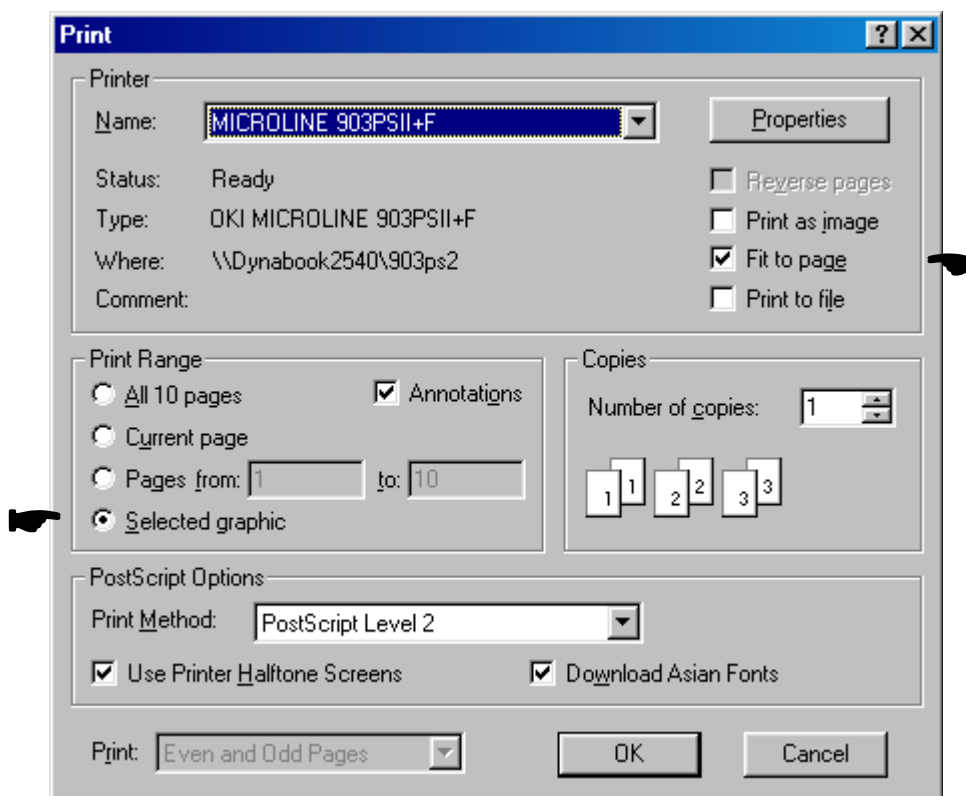 Print
Printer
Name: MICROLINE 903PSII+F Properties
Status: Ready Reverse pages
Type: OKI MICROLINE 903PSII+F Print as image
Where: \\Dynabook2540\903ps2 Fit to page
Comment: Print to file
Print Range
All 10 pages Annotations
Current page
Pages from: 1 to: 10
Selected graphic
Copies
Number of copies: 1
1 1 2 2 3 3
PostScript Options
Print Method: PostScript Level 2
Use Printer Halftone Screens Download Asian Fonts
Print: Even and Odd Pages OK Cancel